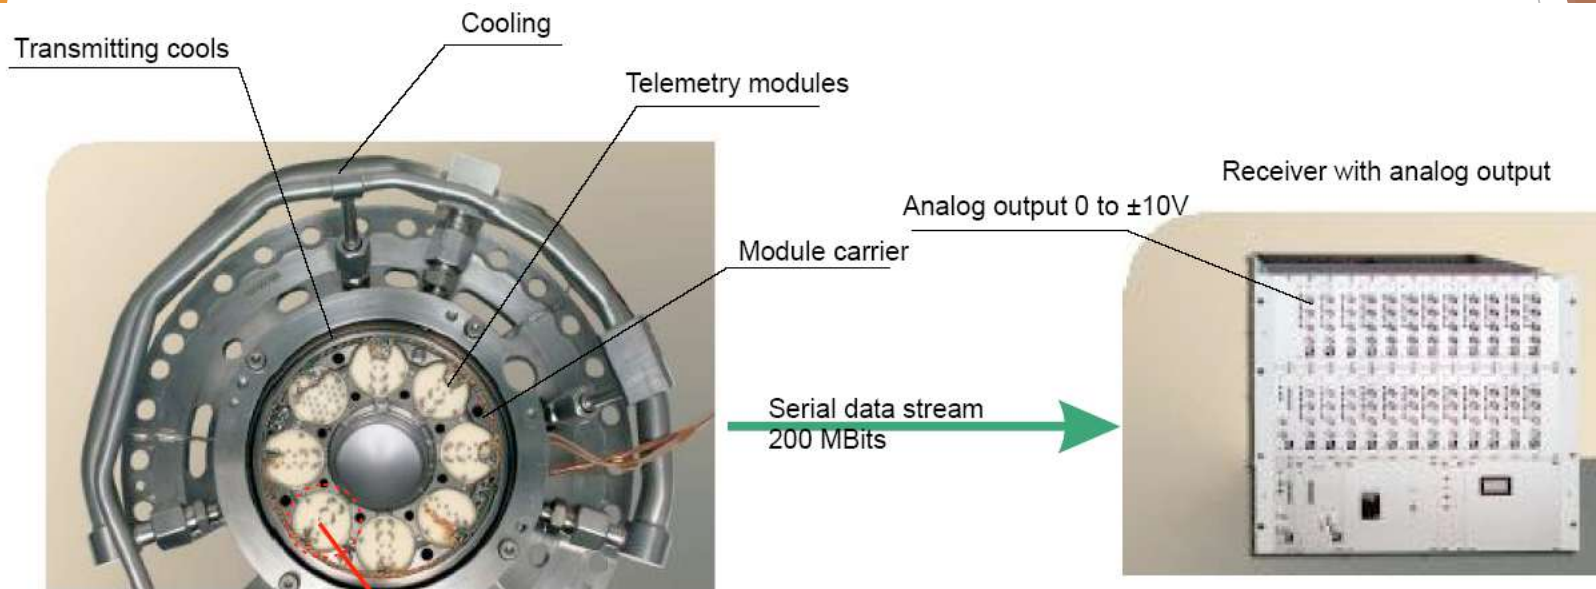 Cooling
Transmitting cools
Telemetry modules
Receiver with analog output
Analog output 0 to ±10V
Module carrier
Serial data stream
200 MBits